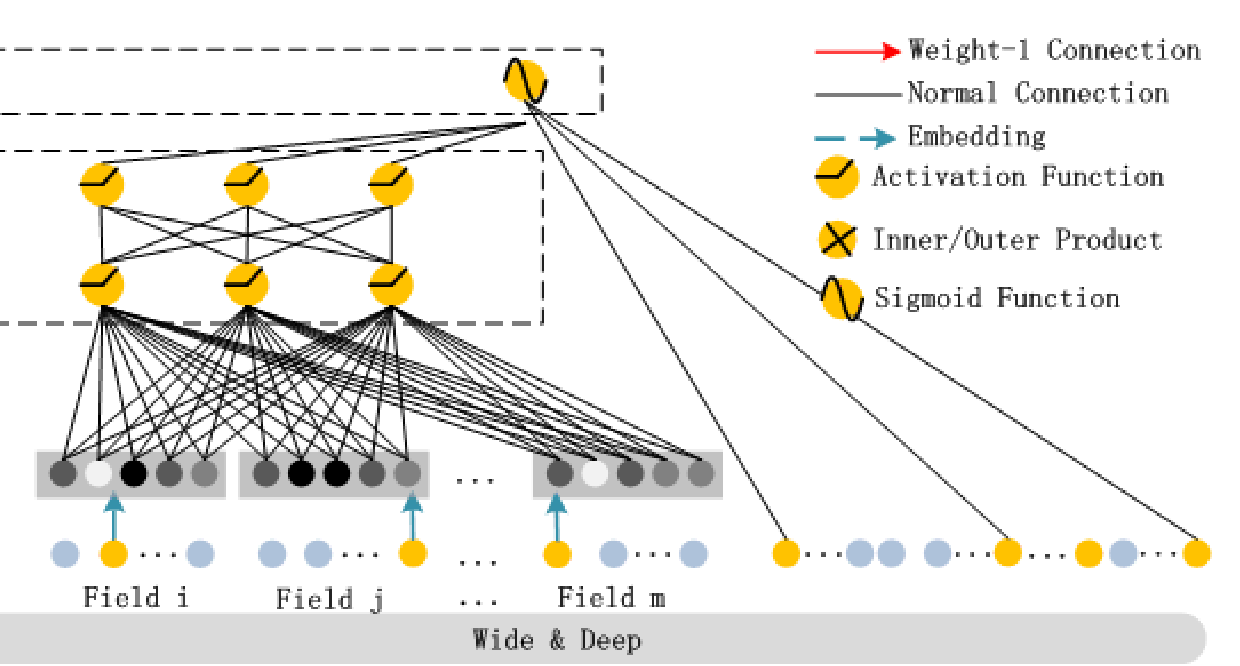 Weight-1 Connection
Normal Connection
Embedding
Activation Function
Inner/Outer Product
Sigmoid Function
...
Field i Field j ... Field m
Wide & Deep